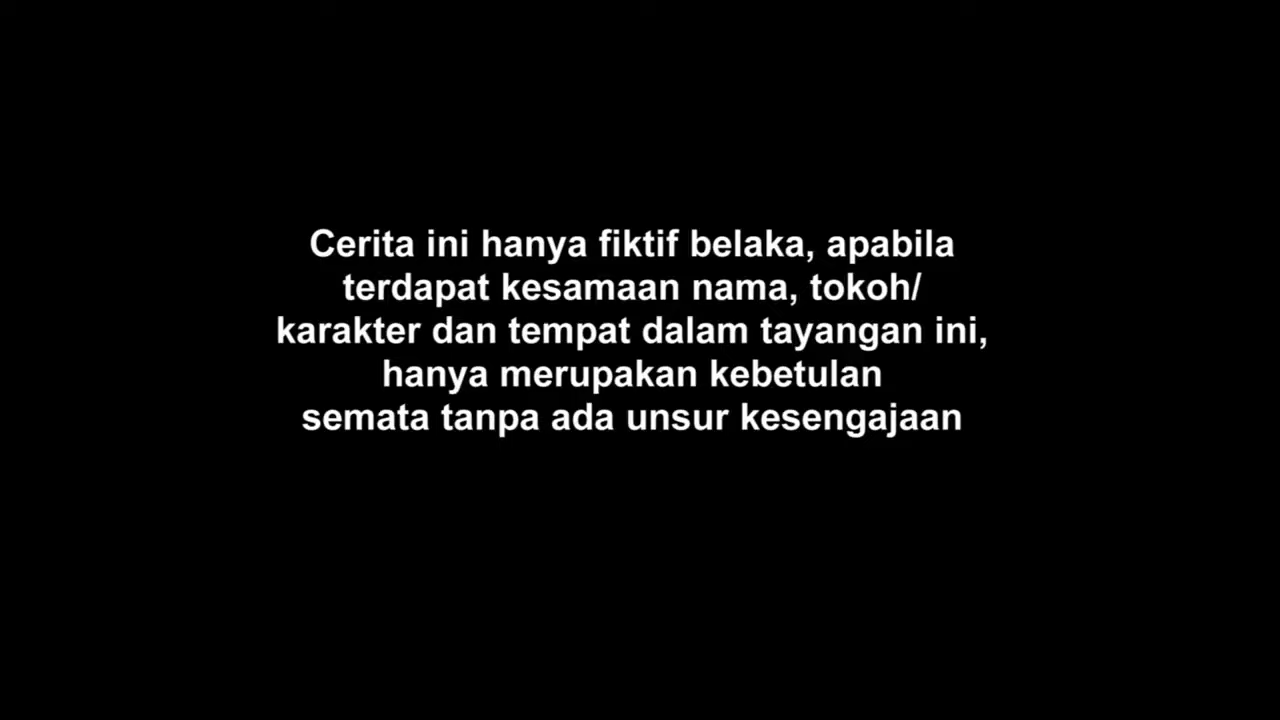 Cerita ini hanya fiktif belaka, apabila
terdapat kesamaan nama, tokoh/
karakter dan tempat dalam tayangan ini,
hanya merupakan kebetulan
semata tanpa ada unsur kesengajaan